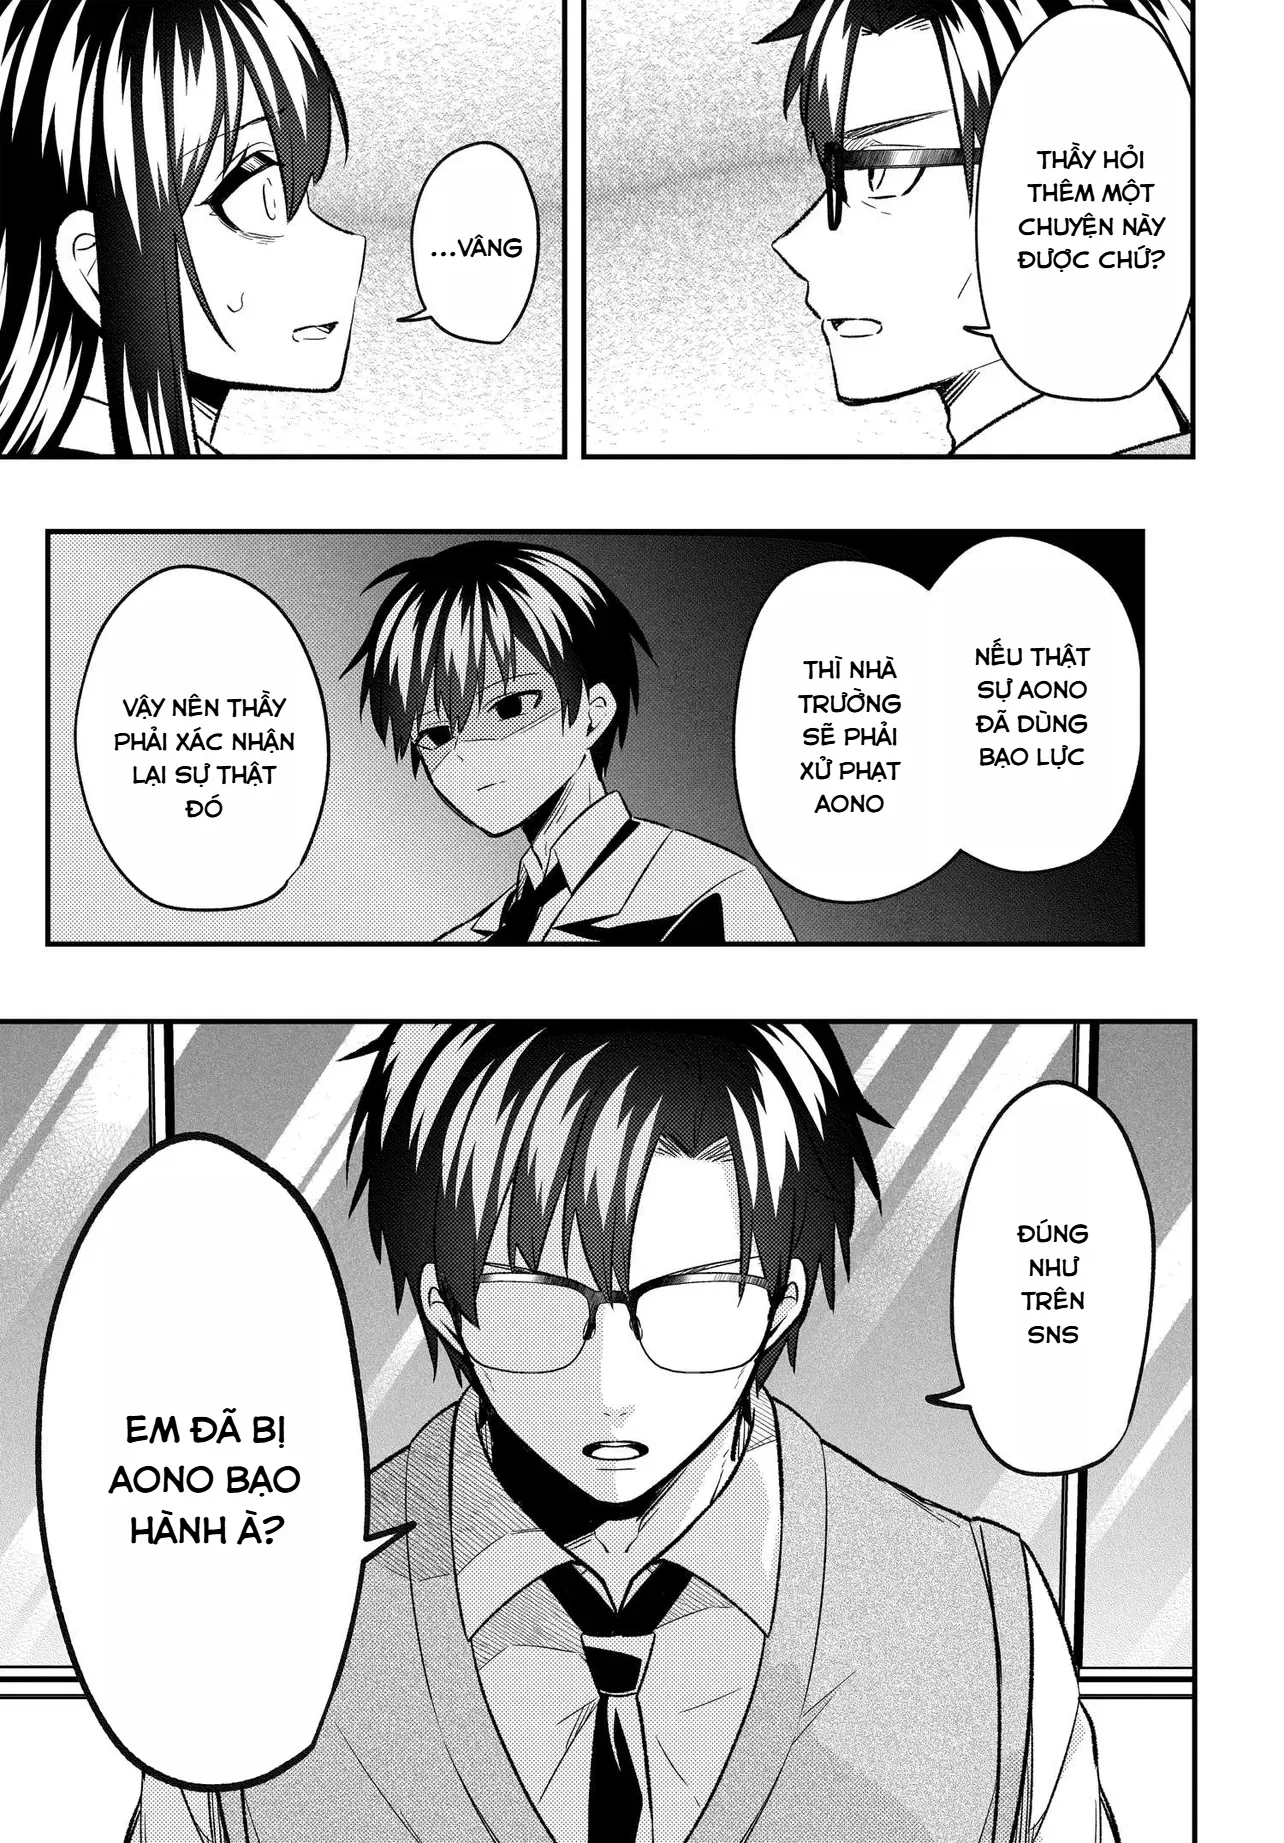 THẦY HỎI
THÊM MỘT
CHUYỆN NÀY
ĐƯỢC CHỨ?
...VÂNG
NẾU THẬT
SỰ AONO
ĐÃ DÙNG
BẠO LỰC
THÌ NHÀ
TRƯỜNG
SẼ PHẢI
XỬ PHẠT
AONO
VẬY NÊN THẦY
PHẢI XÁC NHẬN
LẠI SỰ THẬT
ĐÓ
ĐÚNG
NHƯ
TRÊN
SNS
EM ĐÃ BỊ
AONO BẠO
HÀNH À?